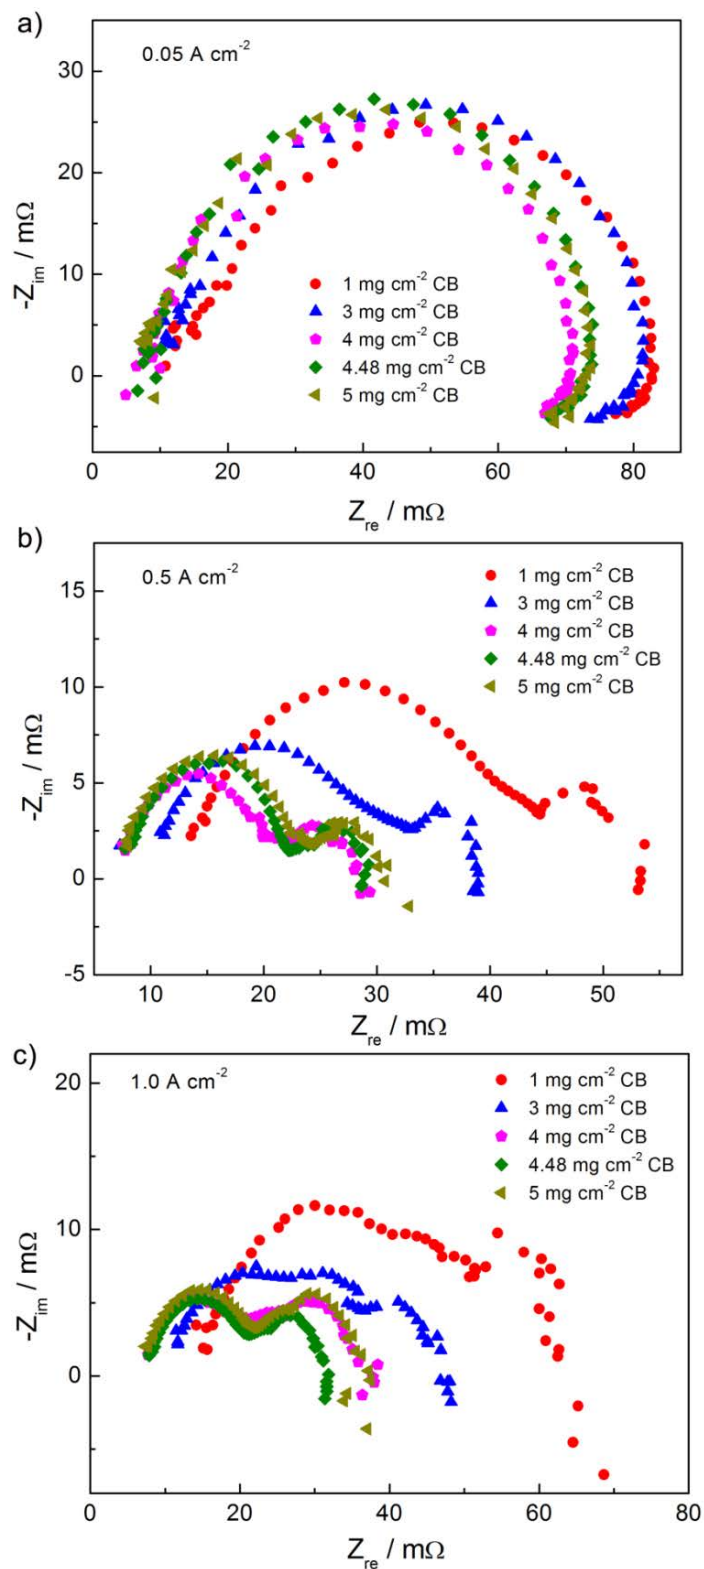 a)
0.05 A cm⁻²
30
20
10
0
-Z_im / mΩ
1 mg cm⁻² CB
3 mg cm⁻² CB
4 mg cm⁻² CB
4.48 mg cm⁻² CB
5 mg cm⁻² CB
0 20 40 60 80
Z_re / mΩ
b)
0.5 A cm⁻²
15
10
5
0
-5
-Z_im / mΩ
1 mg cm⁻² CB
3 mg cm⁻² CB
4 mg cm⁻² CB
4.48 mg cm⁻² CB
5 mg cm⁻² CB
10 20 30 40 50
Z_re / mΩ
c)
1.0 A cm⁻²
20
10
0
-Z_im / mΩ
1 mg cm⁻² CB
3 mg cm⁻² CB
4 mg cm⁻² CB
4.48 mg cm⁻² CB
5 mg cm⁻² CB
0 20 40 60 80
Z_re / mΩ